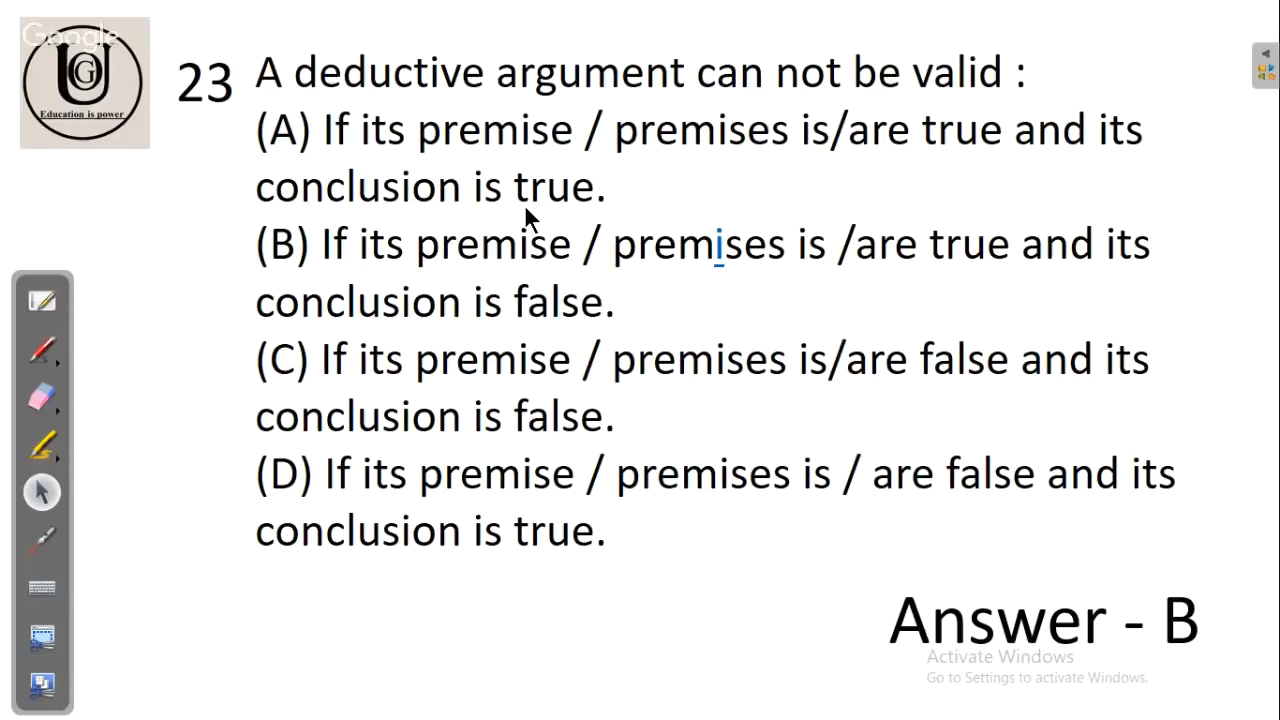 Google
U
G
Education is power
23 A deductive argument can not be valid :
(A) If its premise / premises is/are true and its
conclusion is true.
(B) If its premise / premises is /are true and its
conclusion is false.
(C) If its premise / premises is/are false and its
conclusion is false.
(D) If its premise / premises is / are false and its
conclusion is true.
Answer - B
Activate Windows
Go to Settings to activate Windows.